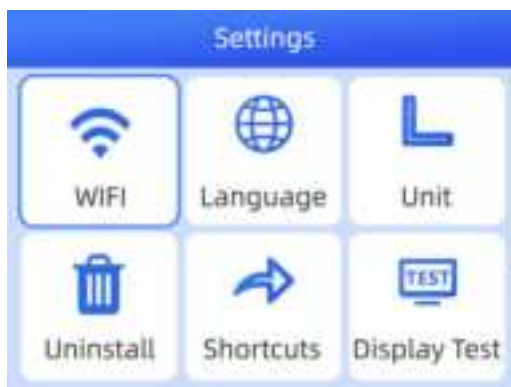 Settings
WIFI
Language
Unit
TEST
Uninstall
Shortcuts
Display Test